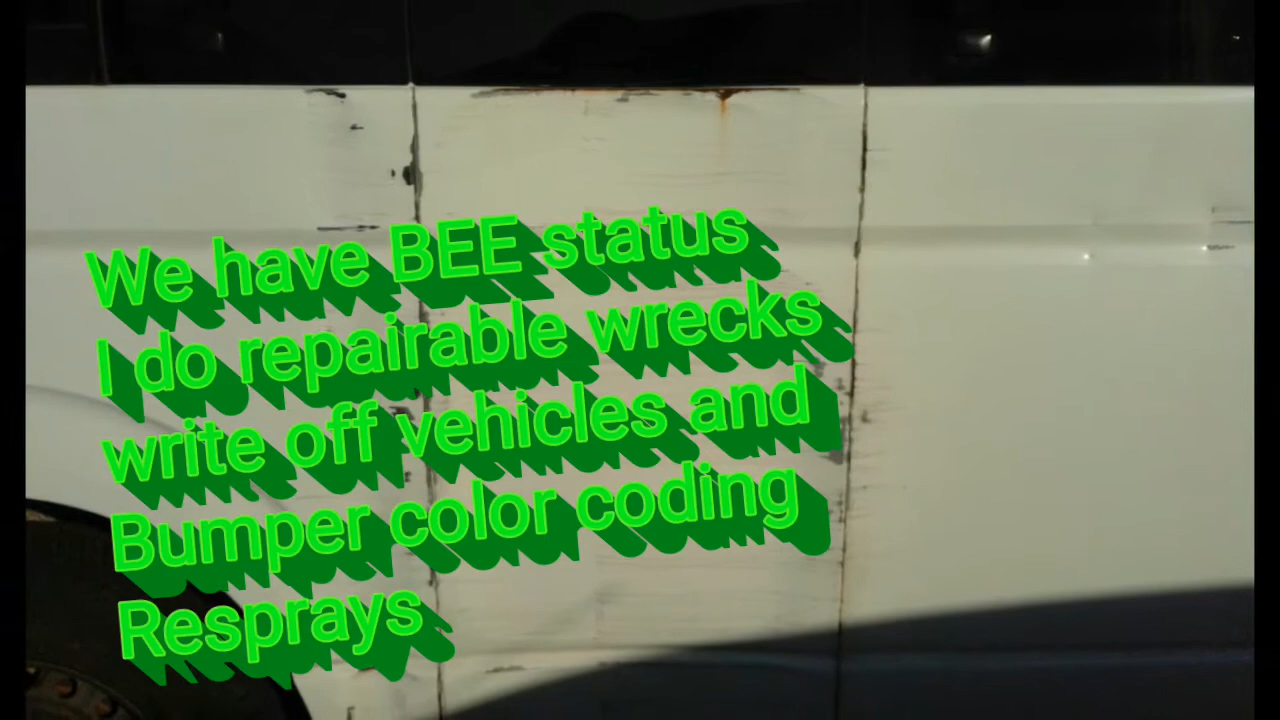 We have BEE status
I do repairable wrecks
write off vehicles and
Bumper color coding
Resprays